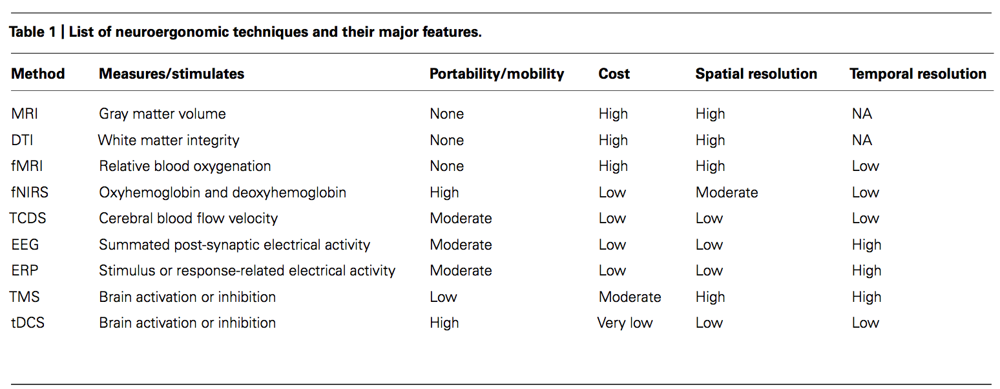 Table 1 | List of neuroergonomic techniques and their major features.
Method Measures/stimulates Portability/mobility Cost Spatial resolution Temporal resolution
MRI Gray matter volume None High High NA
DTI White matter integrity None High High NA
fMRI Relative blood oxygenation None High High Low
fNIRS Oxyhemoglobin and deoxyhemoglobin High Low Moderate Low
TCDS Cerebral blood flow velocity Moderate Low Low Low
EEG Summated post-synaptic electrical activity Moderate Low Low High
ERP Stimulus or response-related electrical activity Moderate Low Low High
TMS Brain activation or inhibition Low Moderate High High
tDCS Brain activation or inhibition High Very low Low Low